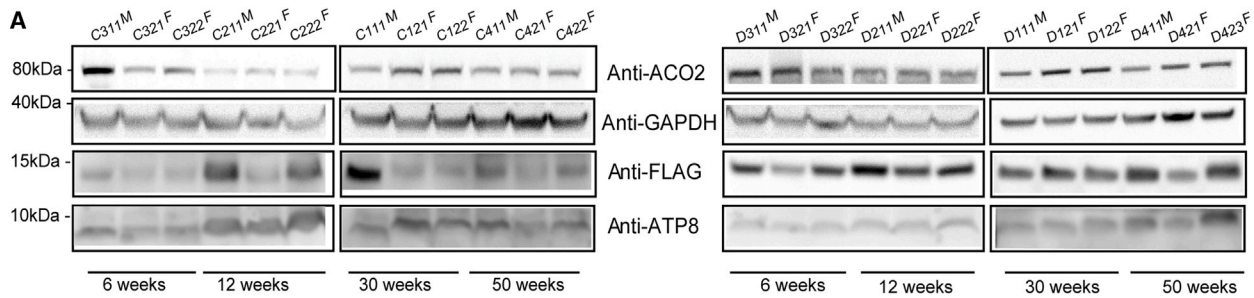 A
C311M C321F C322F C211M C221F C222F C111M C121F C122F C411M C421F C422F D311M D321F D322F D211M D221F D222F D111M D121F D122F D411M D421F D423F
80kDa - Anti-ACO2
40kDa - Anti-GAPDH
15kDa - Anti-FLAG
10kDa - Anti-ATP8
6 weeks 12 weeks 30 weeks 50 weeks 6 weeks 12 weeks 30 weeks 50 weeks